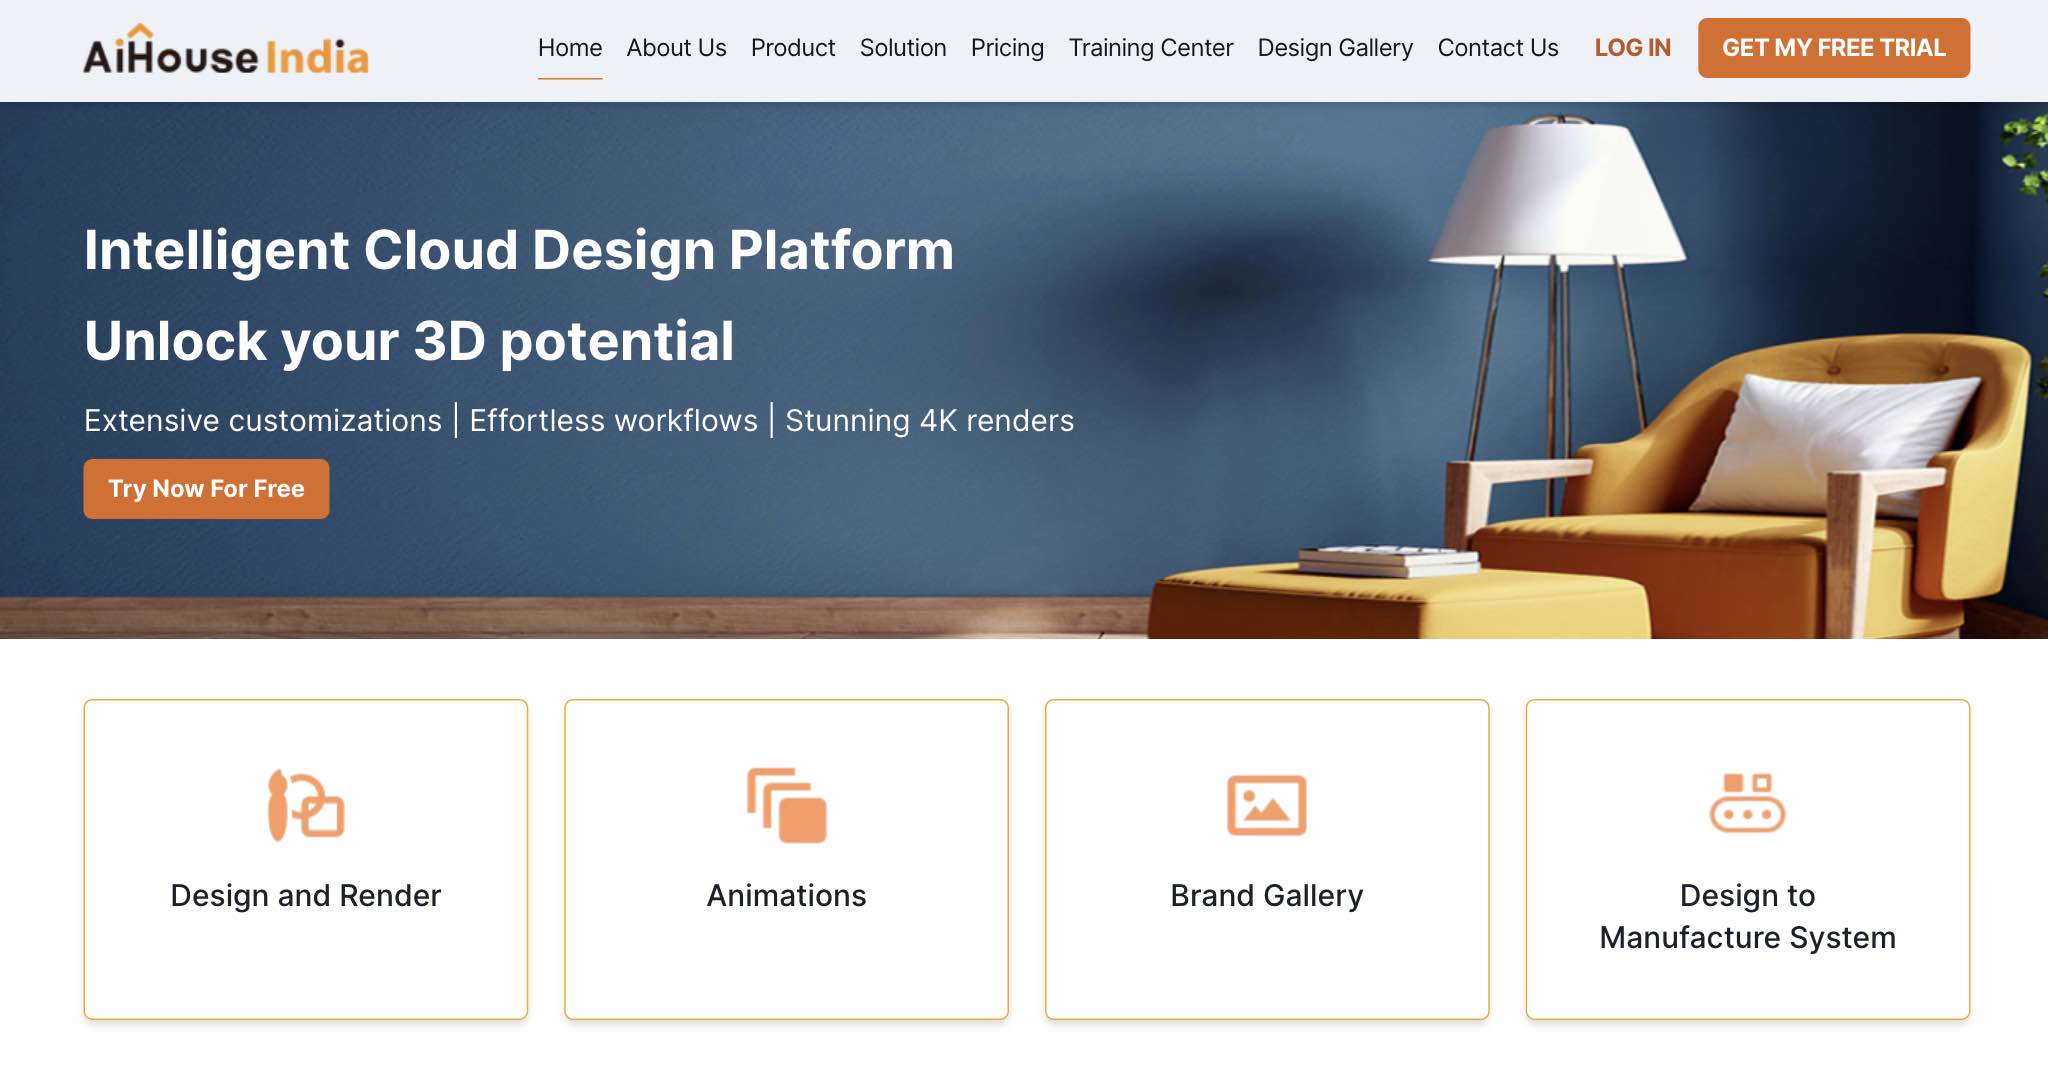 AiHouse India
Home About Us Product Solution Pricing Training Center Design Gallery Contact Us LOG IN GET MY FREE TRIAL
Intelligent Cloud Design Platform
Unlock your 3D potential
Extensive customizations | Effortless workflows | Stunning 4K renders
Try Now For Free
Design and Render
Animations
Brand Gallery
Design to
Manufacture System